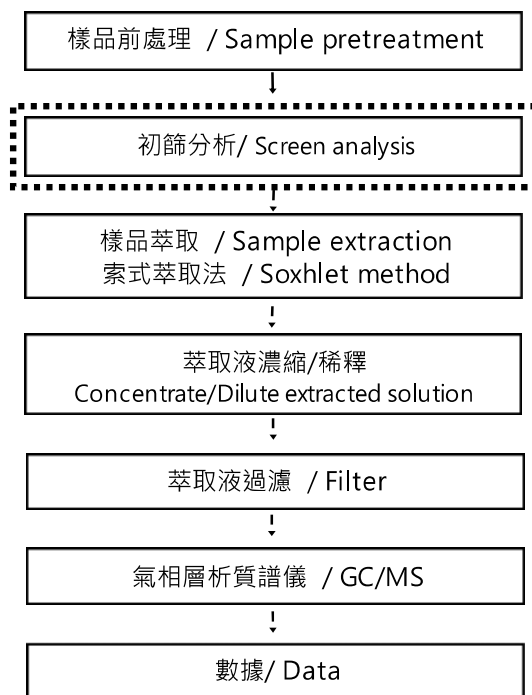 樣品前處理 / Sample pretreatment
初篩分析/ Screen analysis
樣品萃取 / Sample extraction
索式萃取法 / Soxhlet method
萃取液濃縮/稀釋
Concentrate/Dilute extracted solution
萃取液過濾 / Filter
氣相層析質譜儀 / GC/MS
數據/ Data